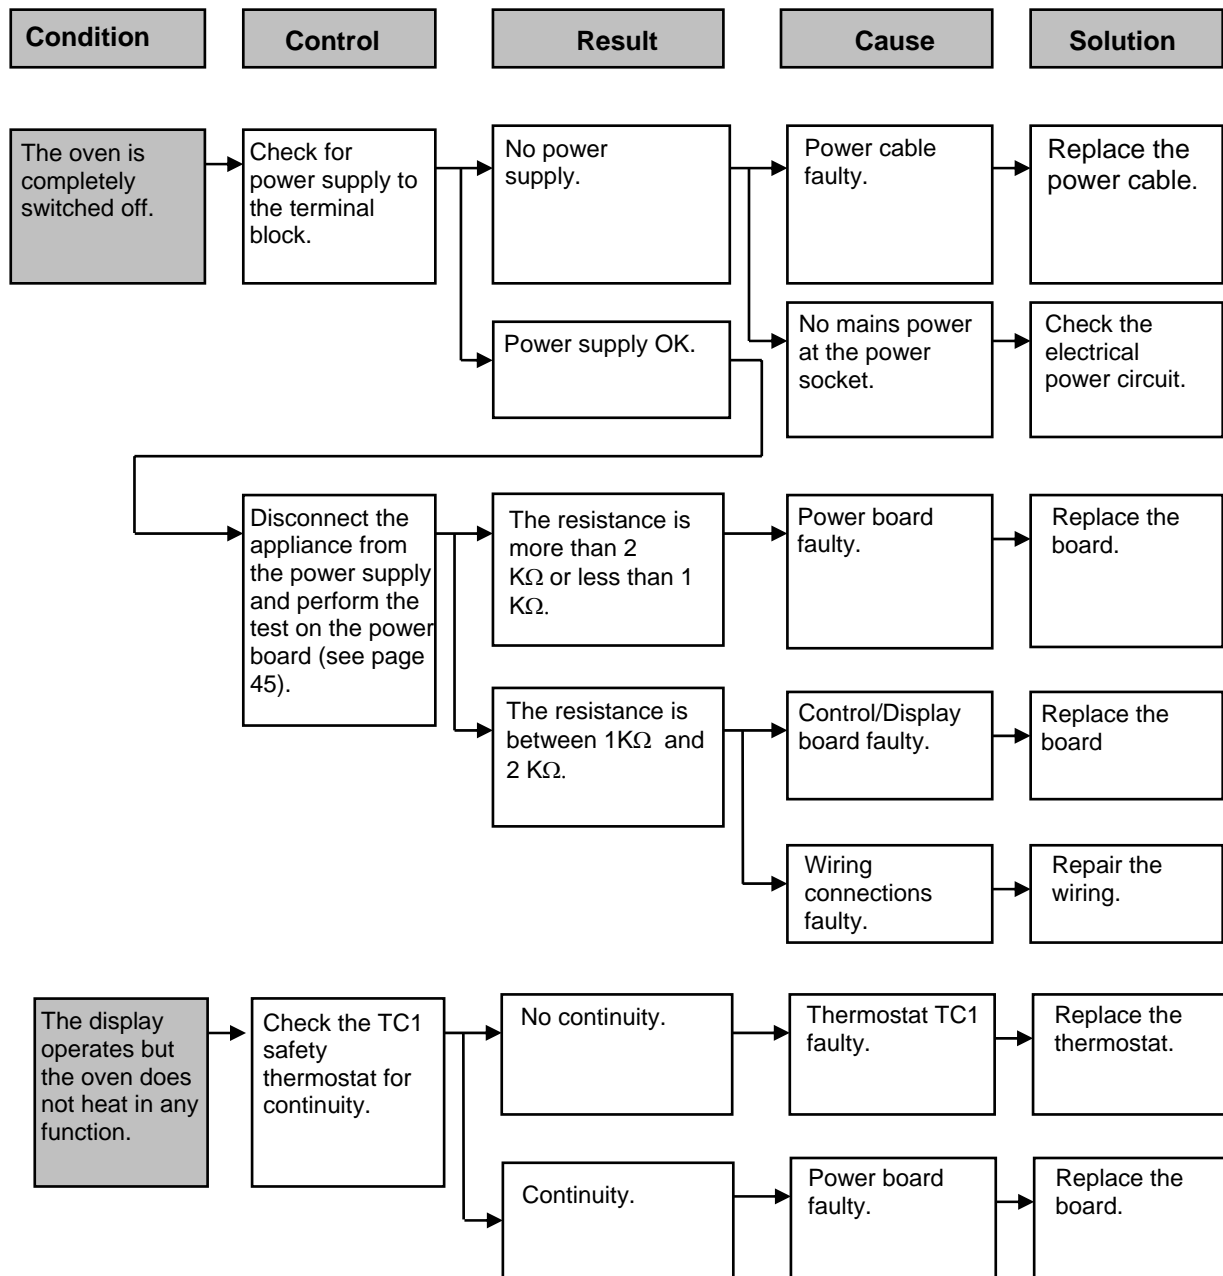 Condition
Control
Result
Cause
Solution
The oven is
completely
switched off.
Check for
power supply to
the terminal
block.
No power
supply.
Power cable
faulty.
Replace the
power cable.
No mains power
at the power
socket.
Check the
electrical
power circuit.
Power supply OK.
Disconnect the
appliance from
the power supply
and perform the
test on the power
board (see page
45).
The resistance is
more than 2
KΩ or less than 1
KΩ.
Power board
faulty.
Replace the
board.
The resistance is
between 1KΩ and
2 KΩ.
Control/Display
board faulty.
Replace the
board
Wiring
connections
faulty.
Repair the
wiring.
The display
operates but
the oven does
not heat in any
function.
Check the TC1
safety
thermostat for
continuity.
No continuity.
Thermostat TC1
faulty.
Replace the
thermostat.
Continuity.
Power board
faulty.
Replace the
board.